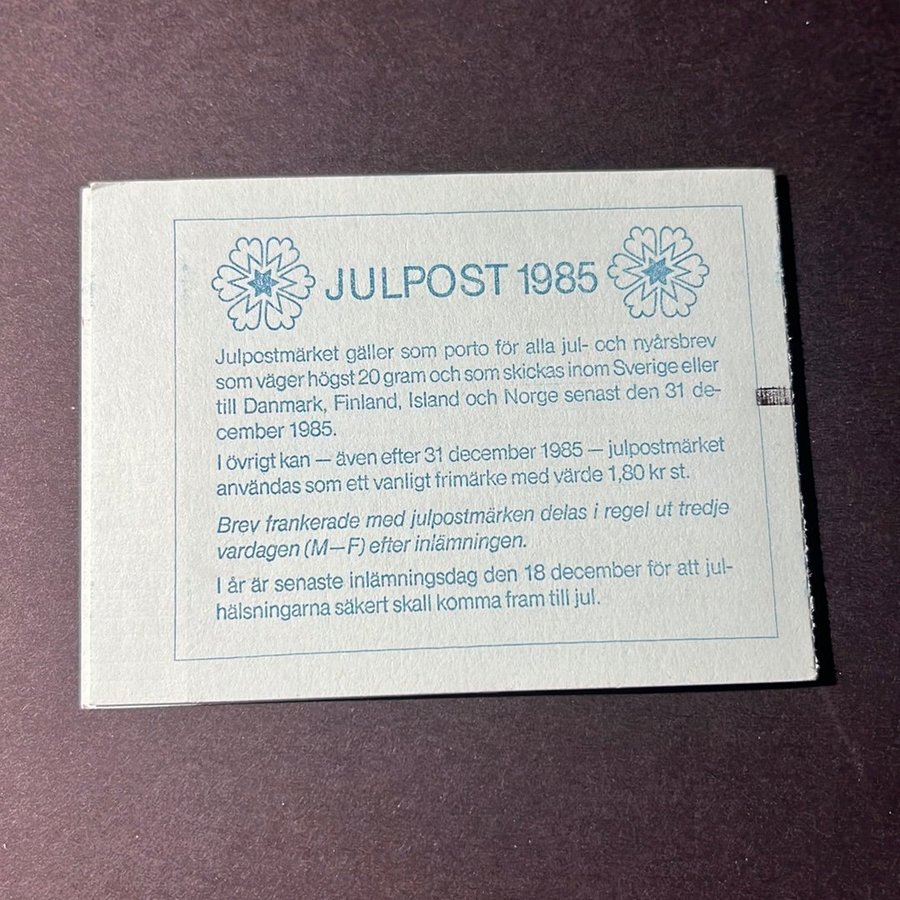 JULPOST 1985
Julpostmärket gäller som porto för alla jul- och nyårsbrev
som väger högst 20 gram och som skickas inom Sverige eller
till Danmark, Finland, Island och Norge senast den 31 de-
cember 1985.
I övrigt kan — även efter 31 december 1985 — julpostmärket
användas som ett vanligt frimärke med värde 1,80 kr st.
Brev frankerade med julpostmärken delas i regel ut tredje
vardagen (M—F) efter inlämningen.
I år är senaste inlämningsdag den 18 december för att jul-
hälsningarna säkert skall komma fram till jul.